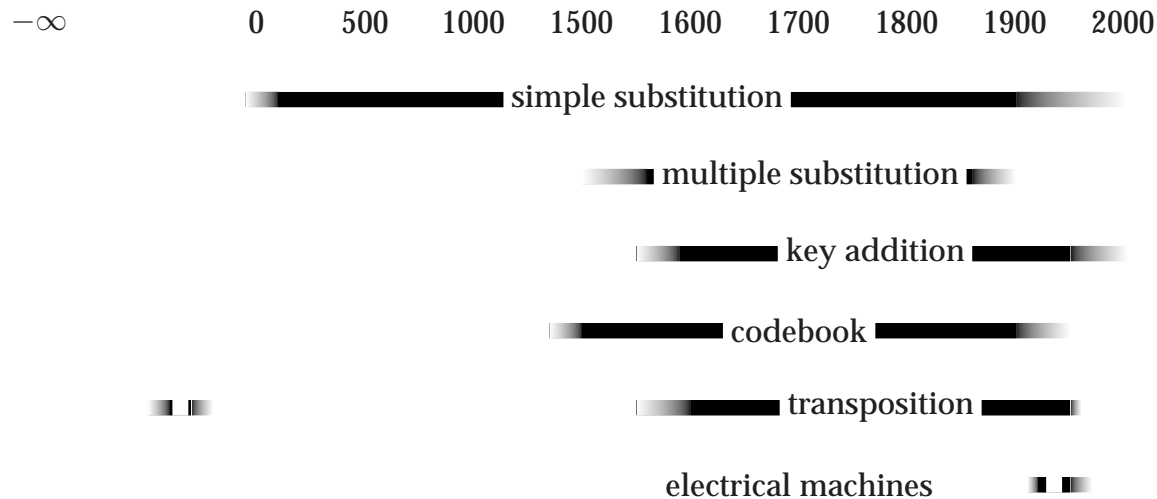 −∞ 0 500 1000 1500 1600 1700 1800 1900 2000
simple substitution
multiple substitution
key addition
codebook
transposition
electrical machines